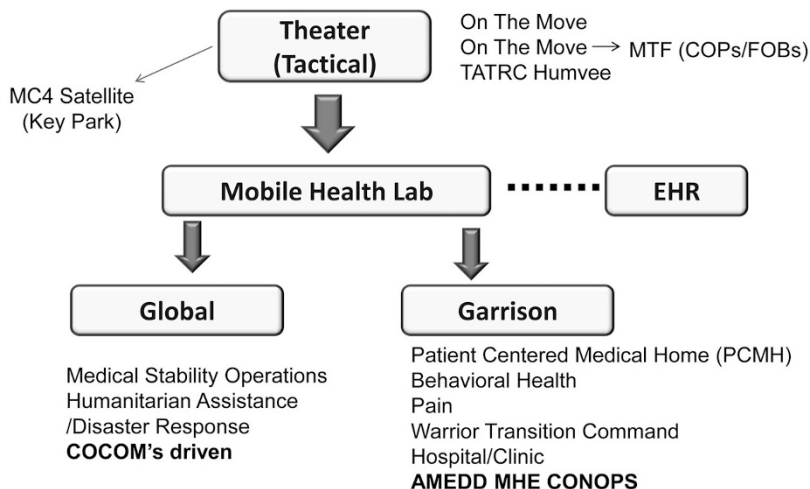 Theater
(Tactical)
On The Move
On The Move → MTF (COPs/FOBs)
TATRC Humvee
MC4 Satellite
(Key Park)
Mobile Health Lab
EHR
Global
Garrison
Medical Stability Operations
Humanitarian Assistance
/Disaster Response
COCOM's driven
Patient Centered Medical Home (PCMH)
Behavioral Health
Pain
Warrior Transition Command
Hospital/Clinic
AMEDD MHE CONOPS